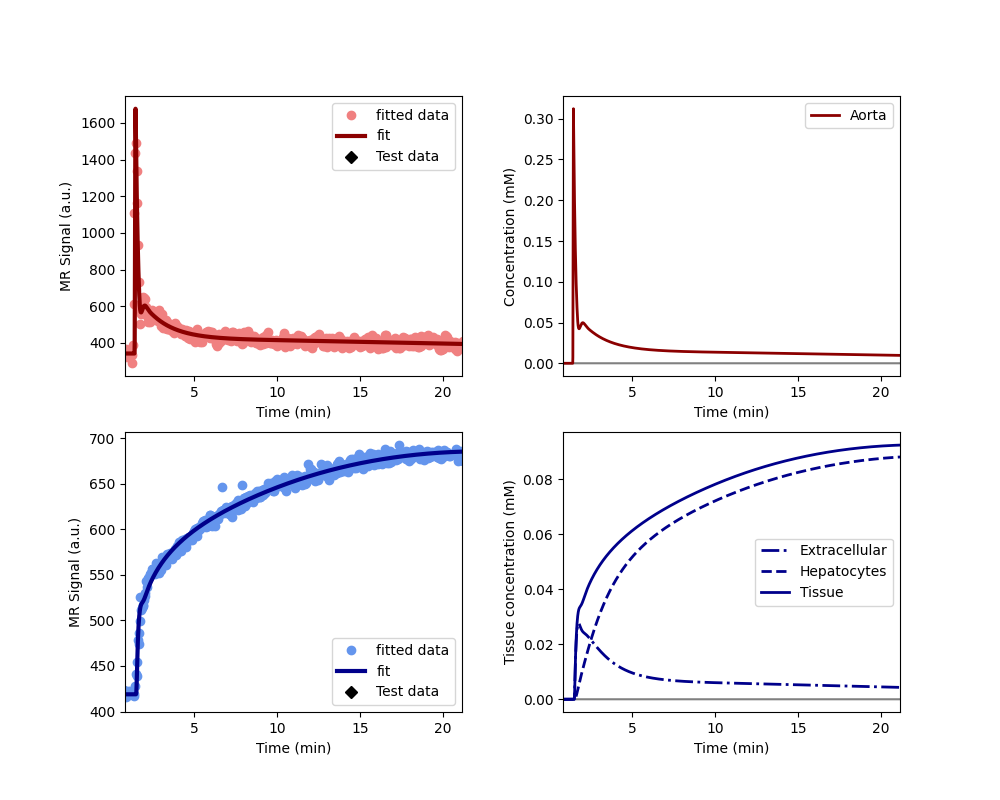 MR Signal (a.u.)
1600
1400
1200
1000
800
600
400
5 10 15 20
Time (min)
fitted data
fit
Test data
Concentration (mM)
0.30
0.25
0.20
0.15
0.10
0.05
0.00
5 10 15 20
Time (min)
Aorta
MR Signal (a.u.)
700
650
600
550
500
450
400
5 10 15 20
Time (min)
fitted data
fit
Test data
Tissue concentration (mM)
0.08
0.06
0.04
0.02
0.00
5 10 15 20
Time (min)
Extracellular
Hepatocytes
Tissue